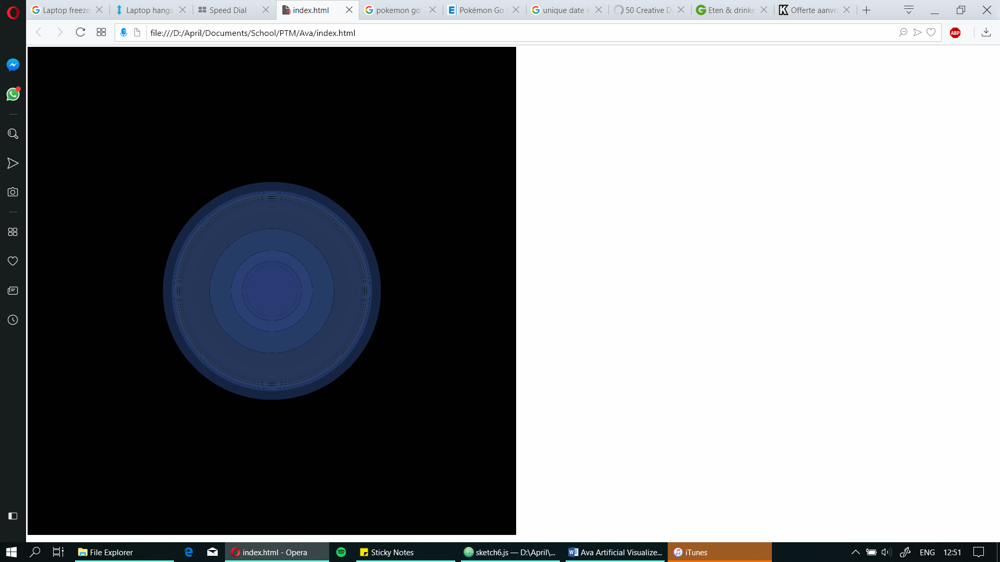 Laptop freeze
Laptop hangs
Speed Dial
index.html
pokemon go
Pokémon Go
unique date i
50 Creative D
Eten & drinke
Offerte aanvra
file:///D:/April/Documents/School/PTM/Ava/index.html
ABP
File Explorer
index.html - Opera
Sticky Notes
sketch6.js — D:\April\...
Ava Artificial Visualize...
iTunes
ENG
12:51